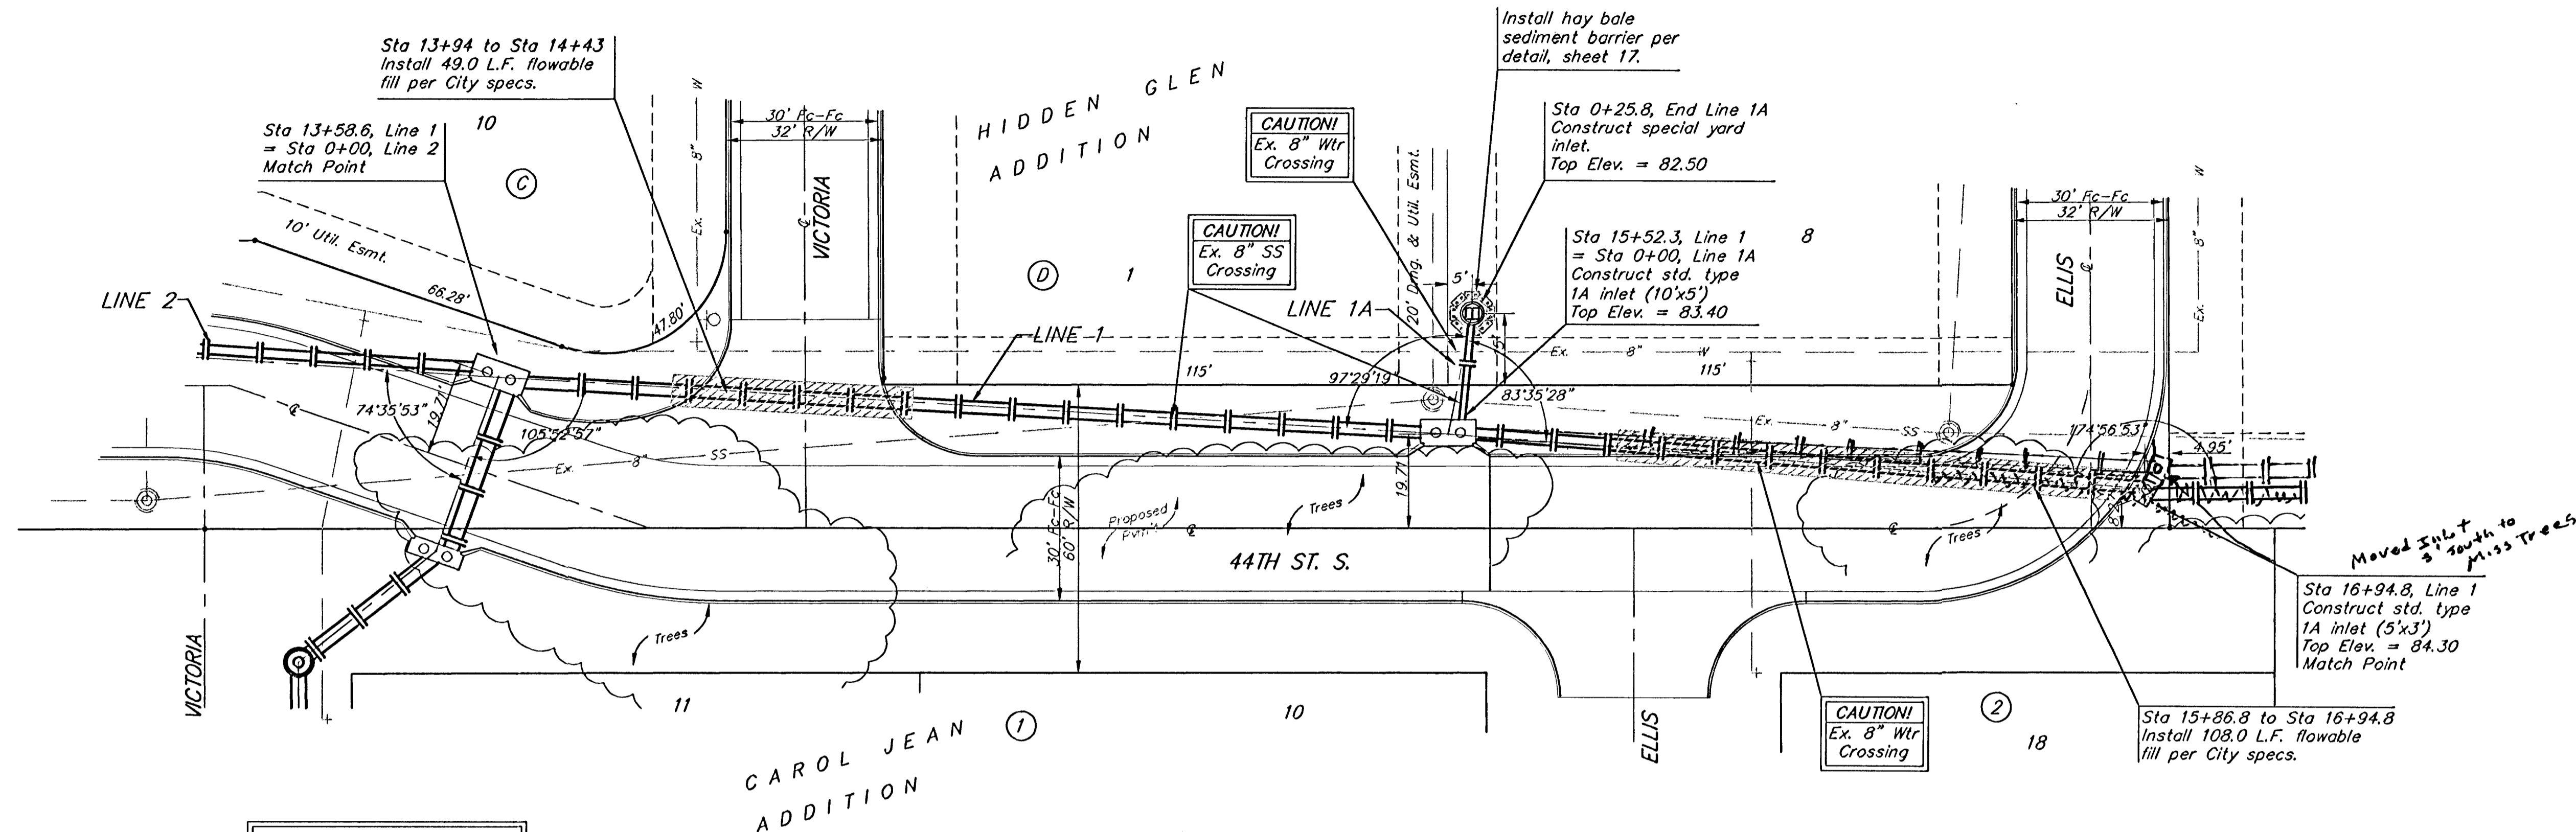 Sta 13+94 to Sta 14+43
Install 49.0 L.F. flowable
fill per City specs.
Sta 13+58.6, Line 1
= Sta 0+00, Line 2
Match Point
10
C
10' Util. Esmt.
66.28'
47.80'
LINE 2
Ex. 8" W
30' Fc-Fc
32' R/W
VICTORIA
HIDDEN GLEN
ADDITION
D
1
CAUTION!
Ex. 8" SS
Crossing
CAUTION!
Ex. 8" Wtr
Crossing
Install hay bale
sediment barrier per
detail, sheet 17.
Sta 0+25.8, End Line 1A
Construct special yard
inlet.
Top Elev. = 82.50
Sta 15+52.3, Line 1
= Sta 0+00, Line 1A
Construct std. type
1A inlet (10'x5')
Top Elev. = 83.40
8
20' Drng. & Util. Esmt.
5'
LINE 1A
LINE 1
115'
97°29'19"
83°35'28"
Ex. 8" W
115'
30' Fc-Fc
32' R/W
ELLIS
Ex. 8" W
74°35'53"
19.71'
105°52'57"
Ex. 8" SS
Ex. 8" SS
174°56'53"
4.95'
30' Fc-Fc
60' R/W
Proposed
Trees
19.71'
44TH ST. S.
Trees
Trees
Moved Inlet
3' South to
Miss Trees
Sta 16+94.8, Line 1
Construct std. type
1A inlet (5'x3')
Top Elev. = 84.30
Match Point
VICTORIA
11
1
10
ELLIS
CAUTION!
Ex. 8" Wtr
Crossing
2
18
Sta 15+86.8 to Sta 16+94.8
Install 108.0 L.F. flowable
fill per City specs.
CAROL JEAN
ADDITION